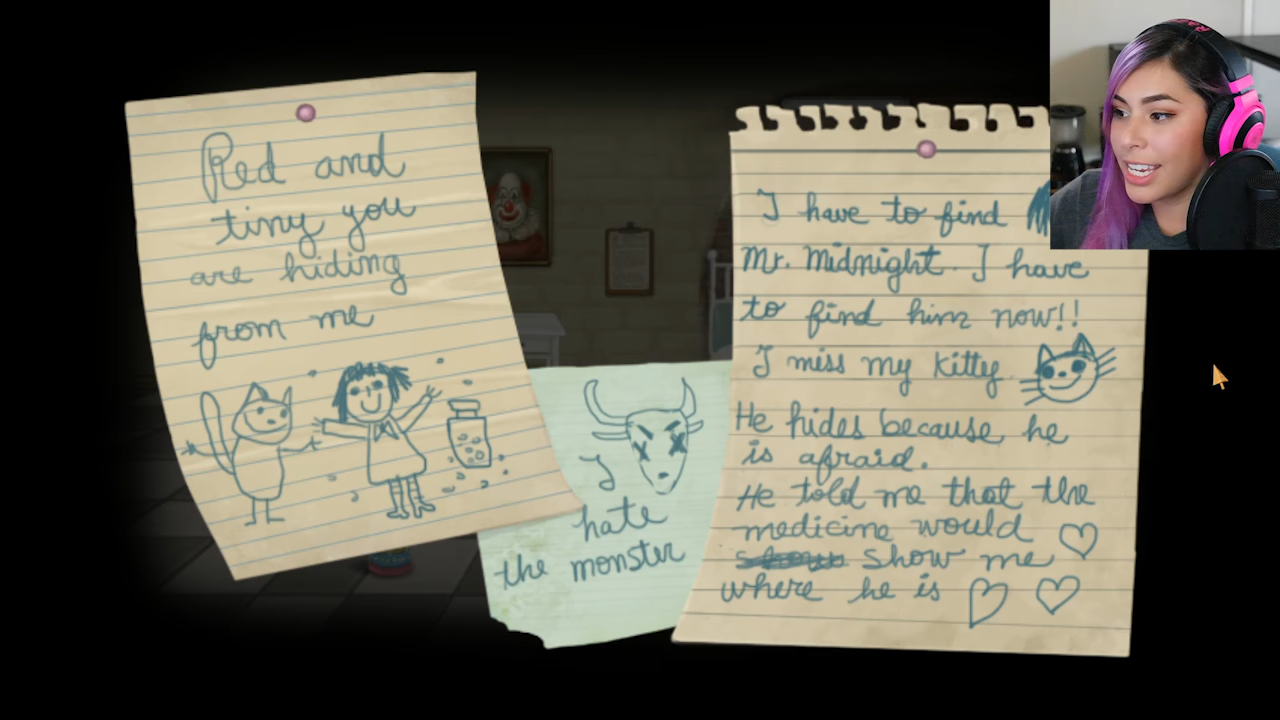 Red and
tiny you
are hiding
from me
I
hate
the monster
I have to find
Mr. Midnight. I have
to find him now!!
I miss my kitty
He hides because he
is afraid.
He told me that the
medicine would
show me
where he is